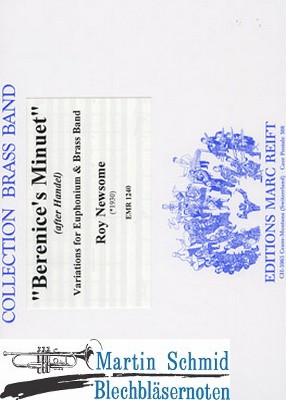 COLLECTION BRASS BAND
"Berenice's Minuet"
(after Handel)
Variations for Euphonium & Brass Band
Roy Newsome
(*1930)
EMR 1240
EDITIONS MARC REIFT
CH-3963 Crans-Montana (Switzerland) - Case Postale 308
Martin Schmid
Blechbläsernoten